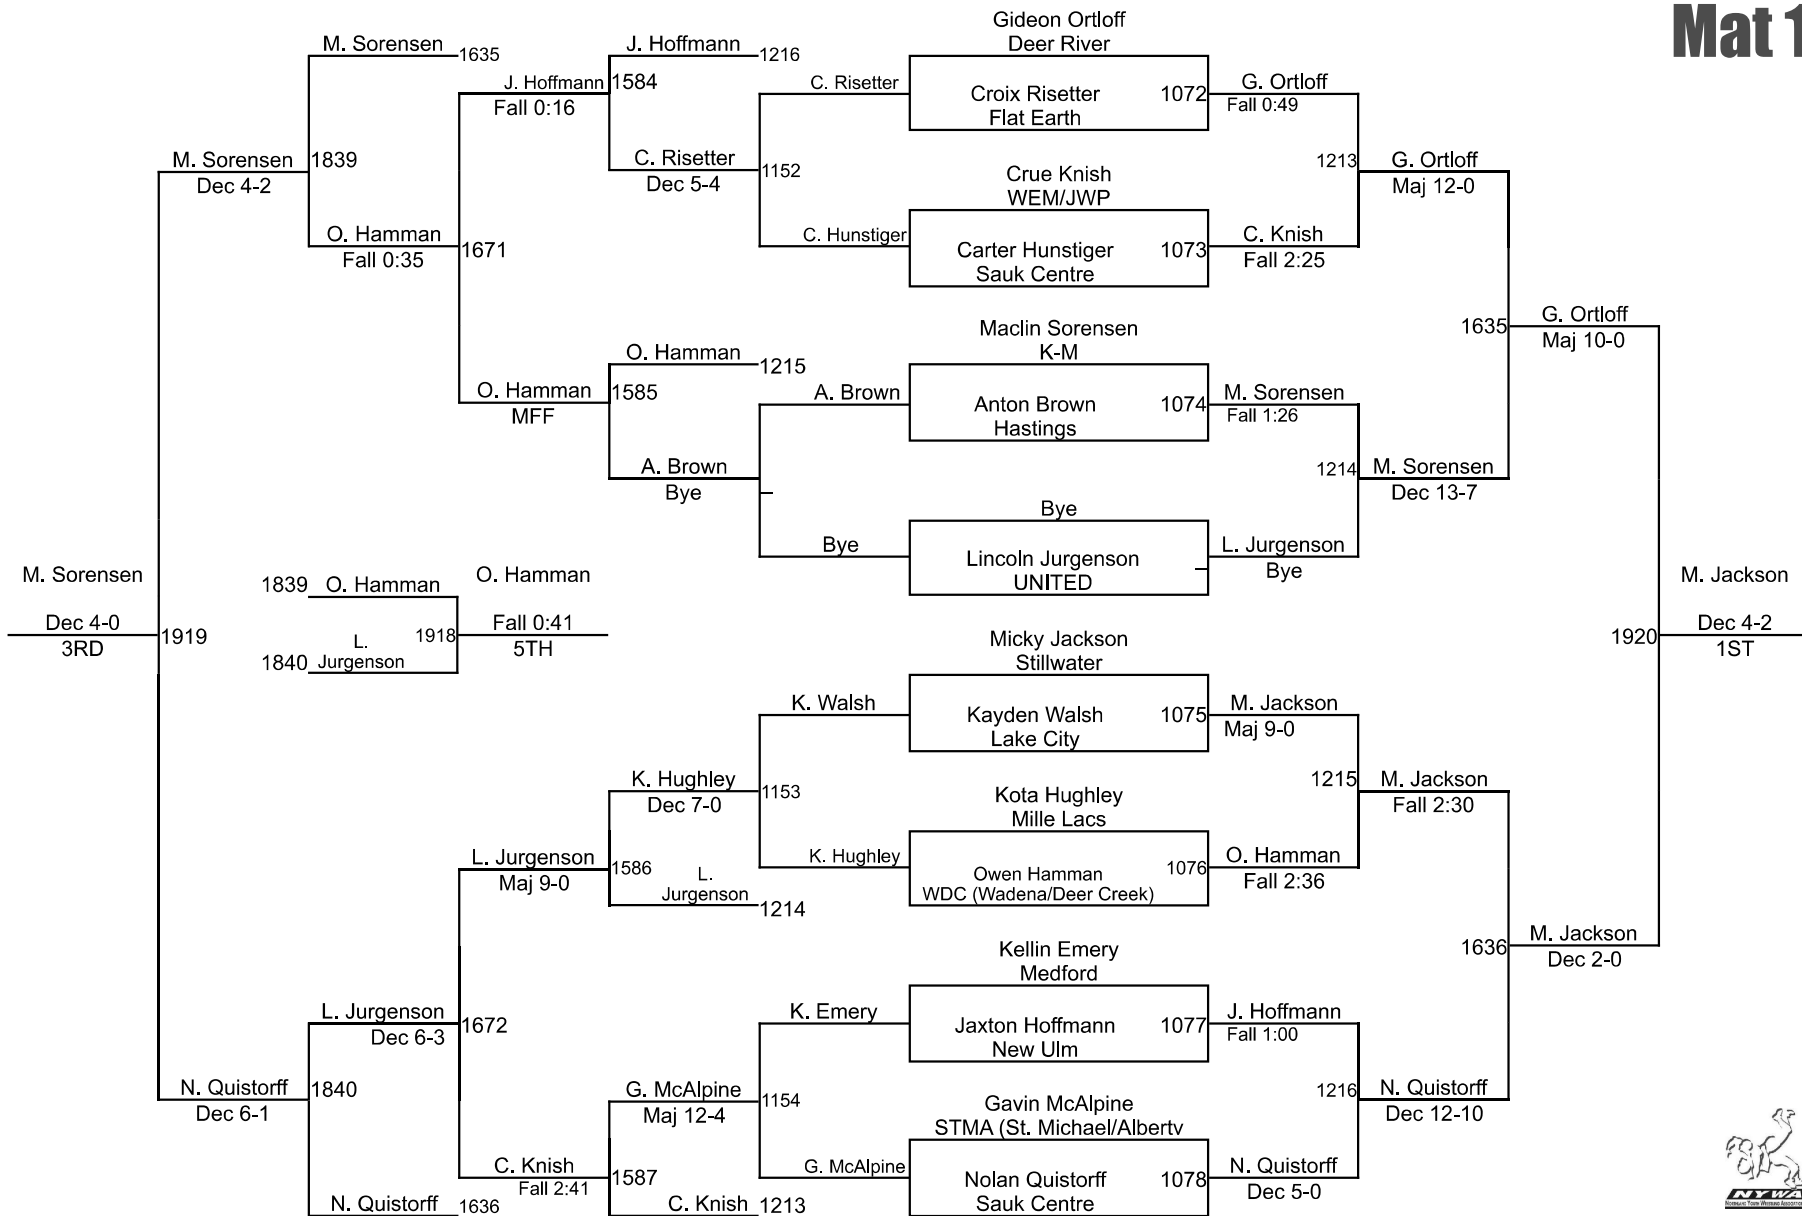 Mat 1
Gideon Ortloff
Deer River
Croix Risetter
Flat Earth
1072
Crue Knish
WEM/JWP
Carter Hunstiger
Sauk Centre
1073
Maclin Sorensen
K-M
Anton Brown
Hastings
1074
Bye
Lincoln Jurgenson
UNITED
Micky Jackson
Stillwater
Kayden Walsh
Lake City
1075
Kota Hughley
Mille Lacs
Owen Hamman
WDC (Wadena/Deer Creek)
1076
Kellin Emery
Medford
Jaxton Hoffmann
New Ulm
1077
Gavin McAlpine
STMA (St. Michael/Albertv
Nolan Quistorff
Sauk Centre
1078
G. Ortloff
Fall 0:49
C. Knish
Fall 2:25
M. Sorensen
Fall 1:26
L. Jurgenson
Bye
M. Jackson
Maj 9-0
O. Hamman
Fall 2:36
J. Hoffmann
Fall 1:00
N. Quistorff
Dec 5-0
1213
G. Ortloff
Maj 12-0
1214
M. Sorensen
Dec 13-7
1215
M. Jackson
Fall 2:30
1216
N. Quistorff
Dec 12-10
1635
G. Ortloff
Maj 10-0
1636
M. Jackson
Dec 2-0
M. Jackson
1920
Dec 4-2
1ST
C. Risetter
C. Hunstiger
A. Brown
Bye
K. Walsh
K. Hughley
K. Emery
G. McAlpine
J. Hoffmann
1216
C. Risetter
1152
Dec 5-4
O. Hamman
1215
A. Brown
Bye
K. Hughley
1153
Dec 7-0
L.
Jurgenson
1214
G. McAlpine
1154
Maj 12-4
C. Knish
1213
J. Hoffmann
1584
Fall 0:16
O. Hamman
1585
MFF
L. Jurgenson
1586
Maj 9-0
C. Knish
1587
Fall 2:41
M. Sorensen
1635
O. Hamman
1671
Fall 0:35
L. Jurgenson
1672
Dec 6-3
N. Quistorff
1636
M. Sorensen
1839
Dec 4-2
N. Quistorff
1840
Dec 6-1
M. Sorensen
Dec 4-0
1919
3RD
1839
O. Hamman
1840
L.
Jurgenson
1918
O. Hamman
Fall 0:41
5TH
NYWA